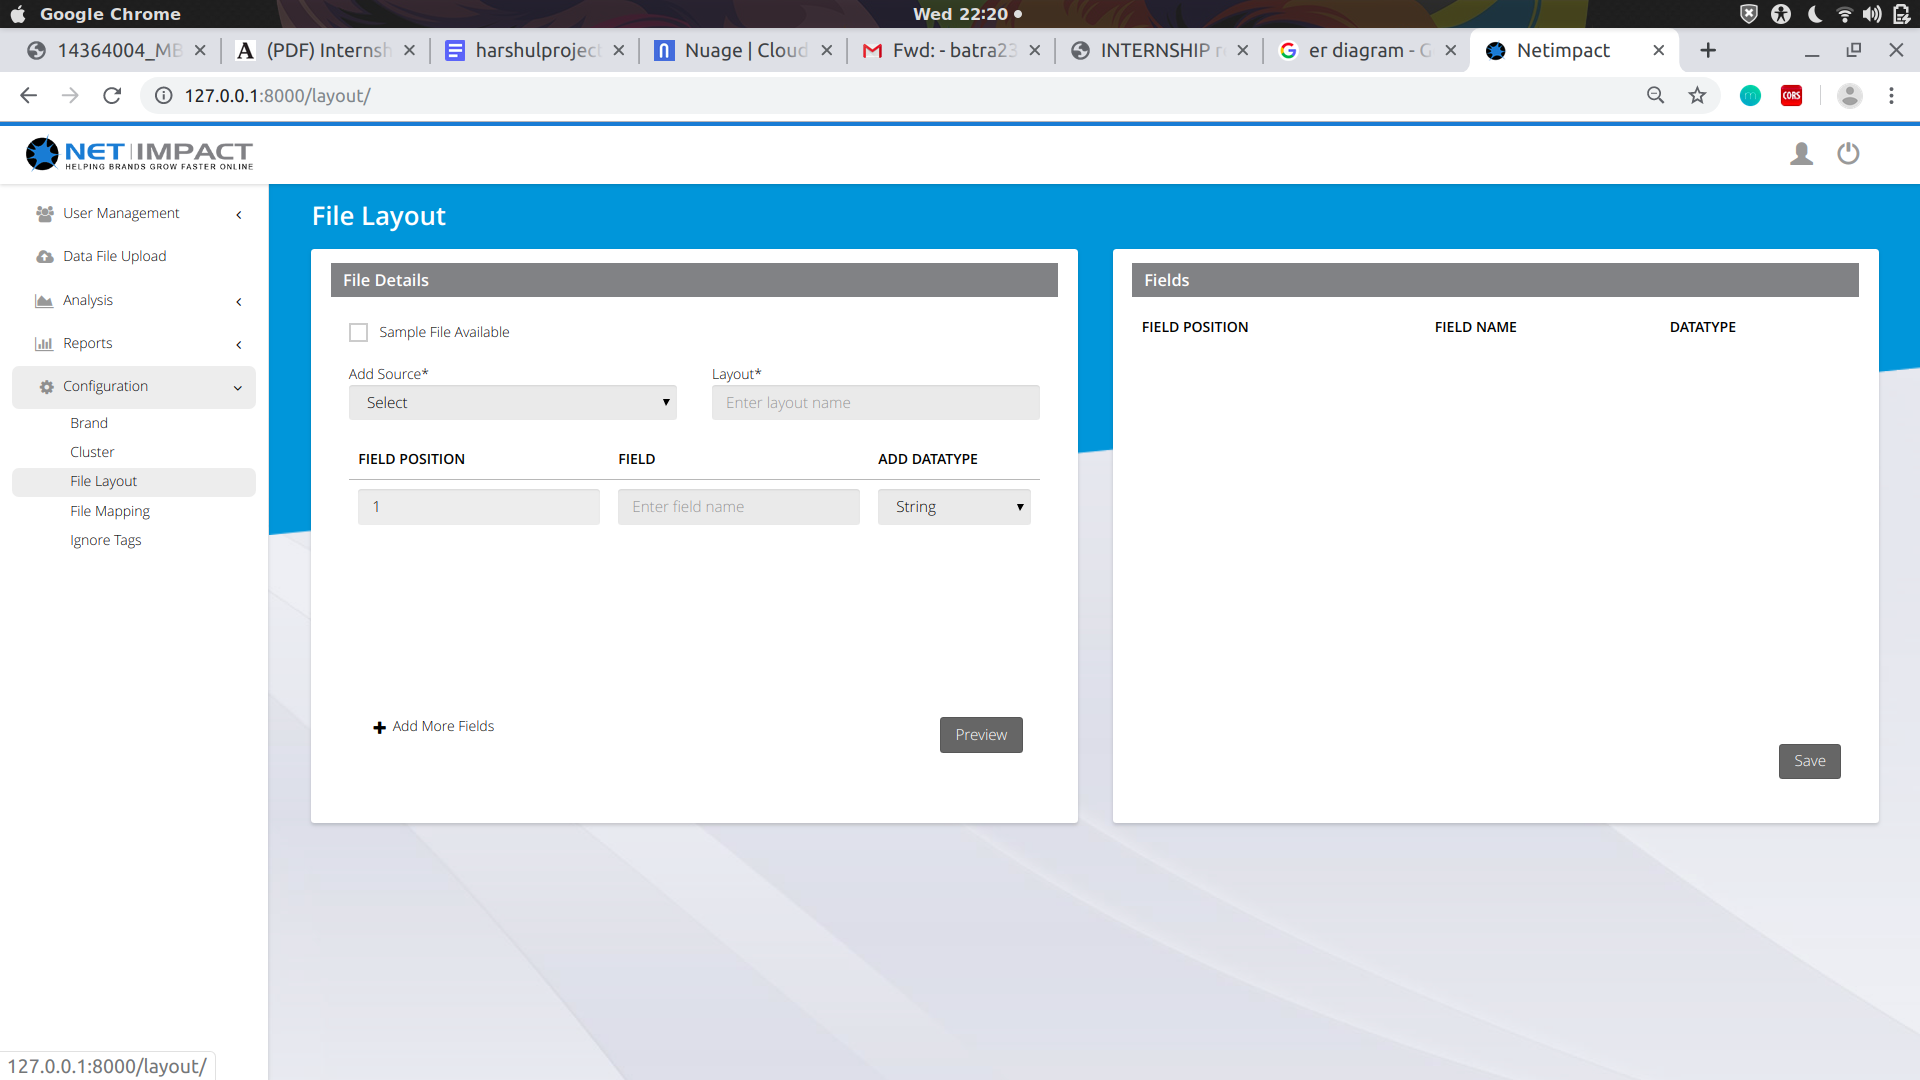 Google Chrome
Wed 22:20
14364004_MB
(PDF) Internsh
harshulproject
Nuage | Cloud
Fwd: - batra23
INTERNSHIP r
er diagram - G
Netimpact
127.0.0.1:8000/layout/
CORS
NET IMPACT
HELPING BRANDS GROW FASTER ONLINE
User Management
Data File Upload
Analysis
Reports
Configuration
Brand
Cluster
File Layout
File Mapping
Ignore Tags
File Layout
File Details
Sample File Available
Add Source*
Layout*
Select
Enter layout name
FIELD POSITION
FIELD
ADD DATATYPE
1
Enter field name
String
Add More Fields
Preview
Fields
FIELD POSITION
FIELD NAME
DATATYPE
Save
127.0.0.1:8000/layout/